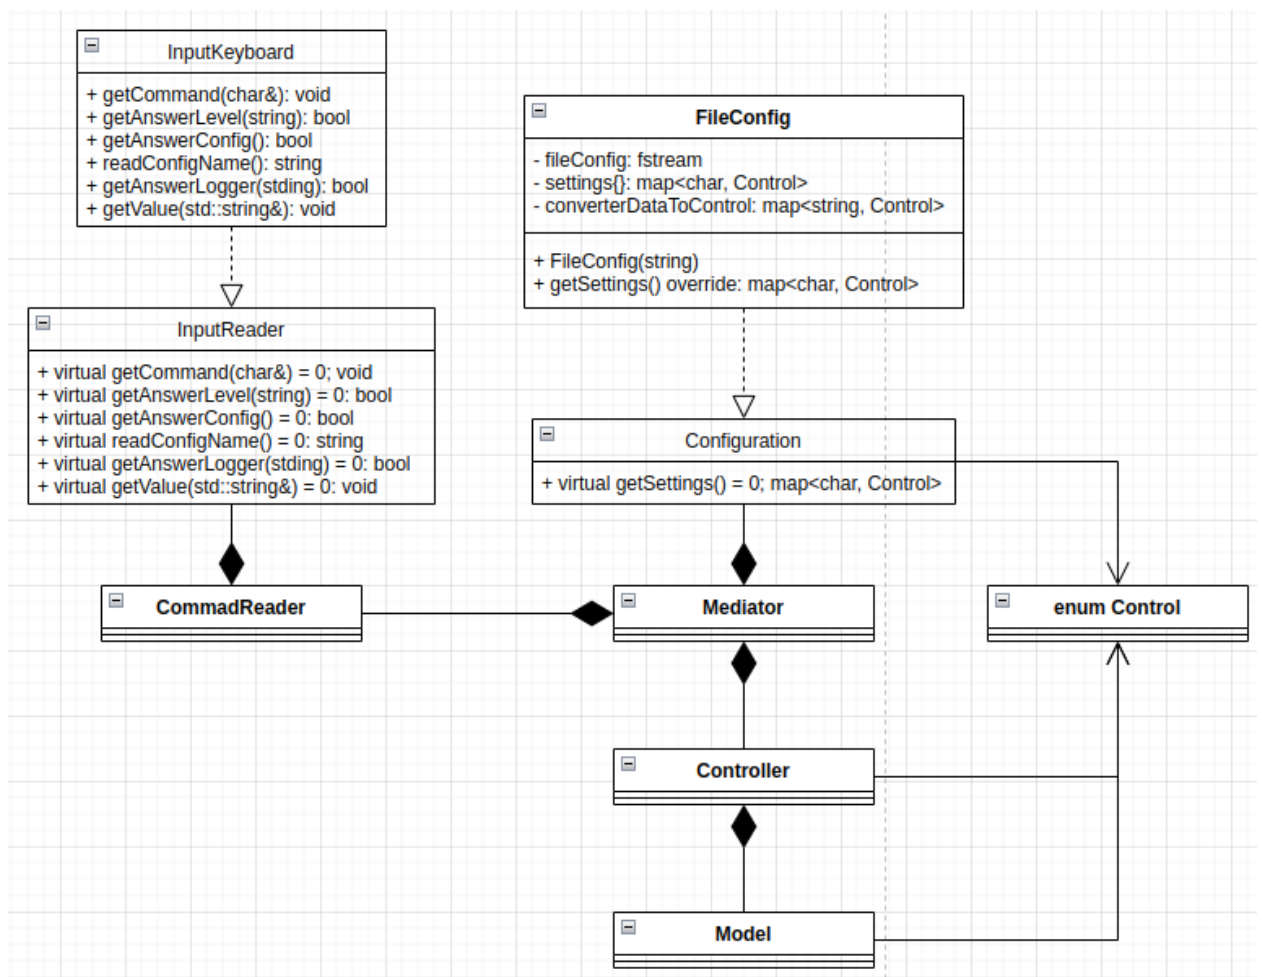 InputKeyboard
+ getCommand(char&): void
+ getAnswerLevel(string): bool
+ getAnswerConfig(): bool
+ readConfigName(): string
+ getAnswerLogger(stding): bool
+ getValue(std::string&): void
FileConfig
- fileConfig: fstream
- settings{}: map<char, Control>
- converterDataToControl: map<string, Control>
+ FileConfig(string)
+ getSettings() override: map<char, Control>
InputReader
+ virtual getCommand(char&) = 0; void
+ virtual getAnswerLevel(string) = 0: bool
+ virtual getAnswerConfig() = 0: bool
+ virtual readConfigName() = 0: string
+ virtual getAnswerLogger(stding) = 0: bool
+ virtual getValue(std::string&) = 0: void
Configuration
+ virtual getSettings() = 0; map<char, Control>
CommadReader
Mediator
enum Control
Controller
Model